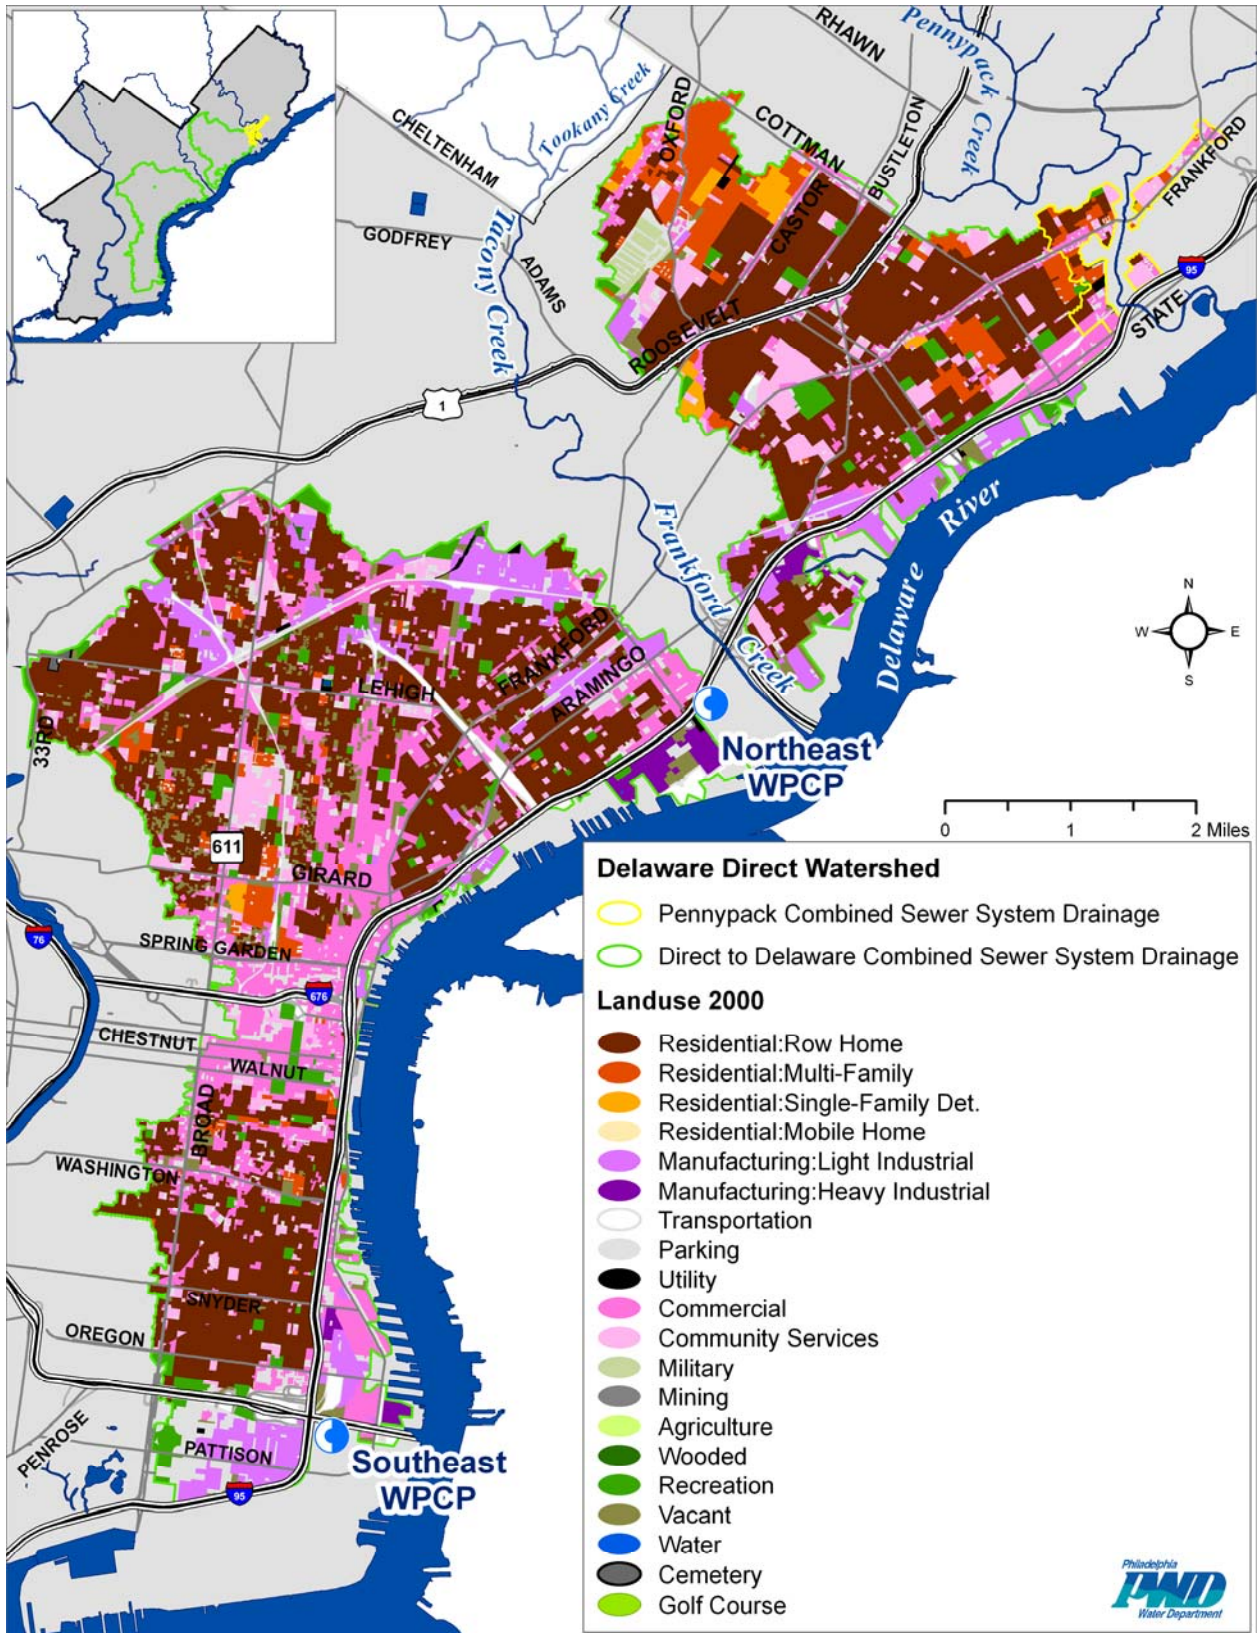 RHAWN
Pennypack
Creek
CHELTENHAM
Tookany Creek
OXFORD
COTTMAN
BUSTLETON
FRANKFORD
GODFREY
Tacony Creek
ADAMS
CASTOR
95
STATE
ROOSEVELT
1
Frankford
Creek
Delaware
River
N
W
E
S
FRANKFORD
LEHIGH
ARAMINGO
33RD
Northeast
WPCP
0
1
2 Miles
611
GIRARD
76
SPRING GARDEN
676
CHESTNUT
WALNUT
BROAD
WASHINGTON
SNYDER
OREGON
PENROSE
PATTISON
Southeast
WPCP
95
Delaware Direct Watershed
Pennypack Combined Sewer System Drainage
Direct to Delaware Combined Sewer System Drainage
Landuse 2000
Residential:Row Home
Residential:Multi-Family
Residential:Single-Family Det.
Residential:Mobile Home
Manufacturing:Light Industrial
Manufacturing:Heavy Industrial
Transportation
Parking
Utility
Commercial
Community Services
Military
Mining
Agriculture
Wooded
Recreation
Vacant
Water
Cemetery
Golf Course
Philadelphia
PWD
Water Department